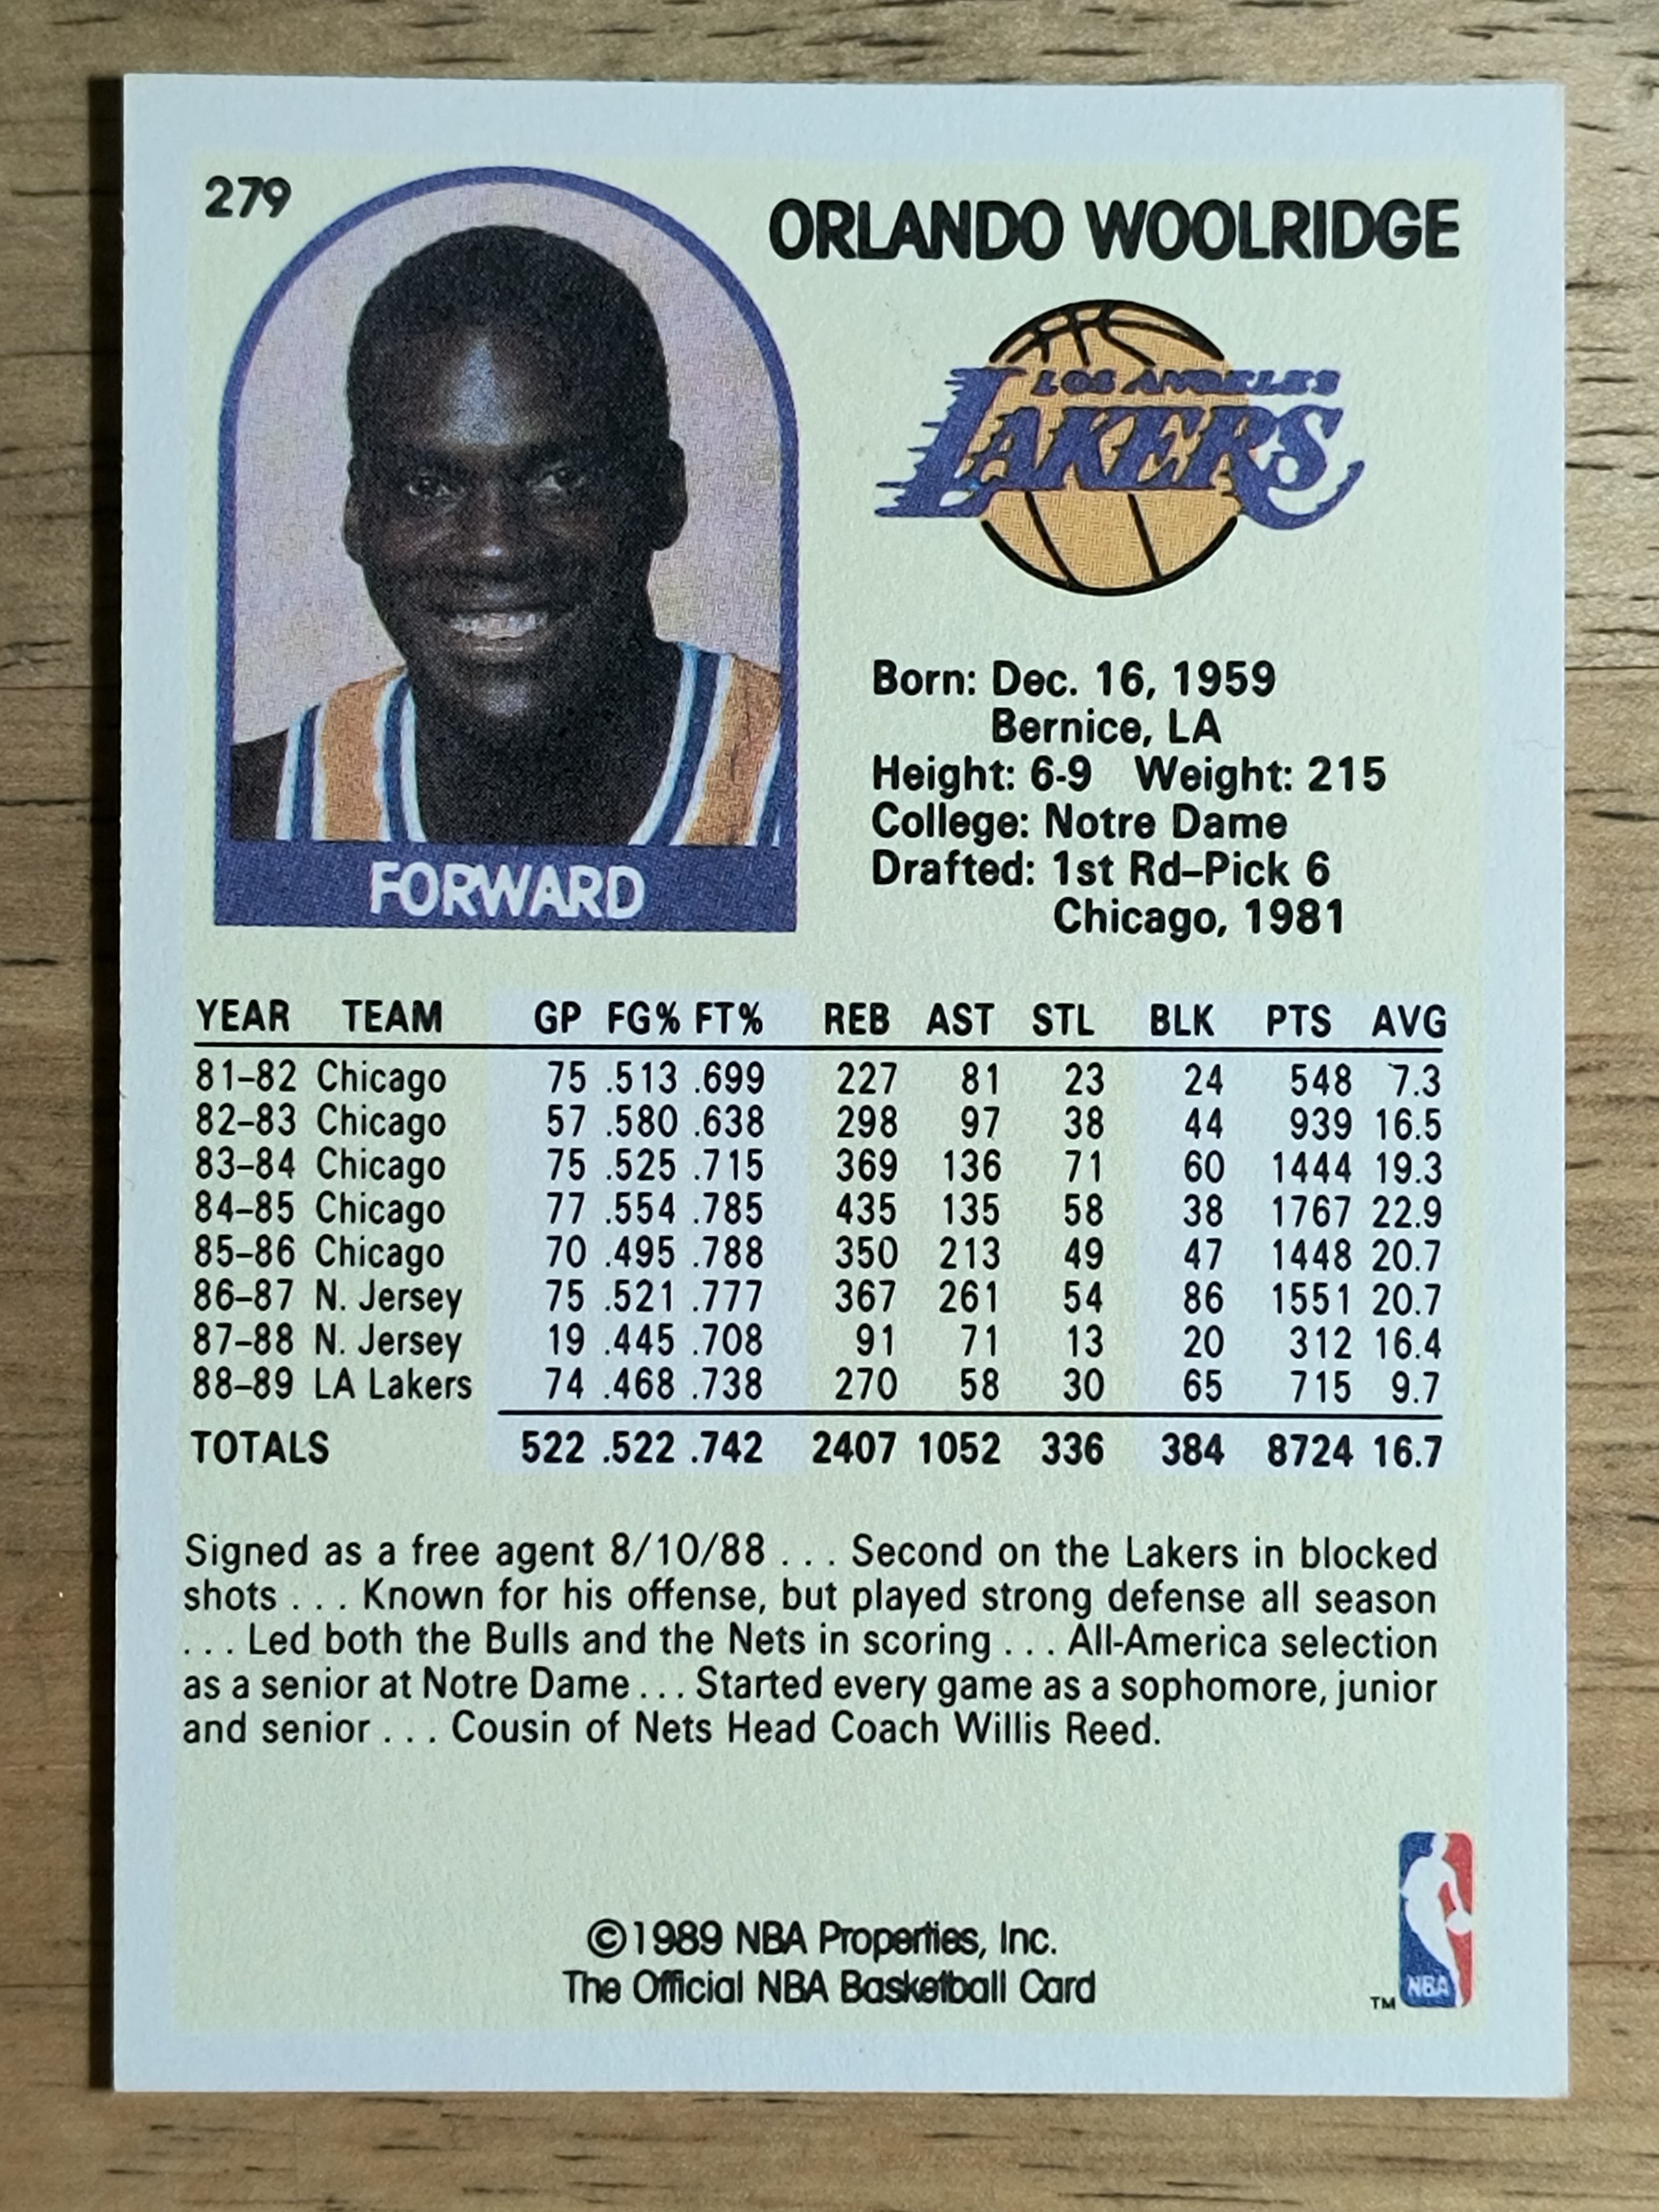 279
ORLANDO WOOLRIDGE
LOS ANGELES
LAKERS
FORWARD
Born: Dec. 16, 1959
Bernice, LA
Height: 6-9 Weight: 215
College: Notre Dame
Drafted: 1st Rd–Pick 6
Chicago, 1981
YEAR TEAM GP FG% FT% REB AST STL BLK PTS AVG
81–82 Chicago 75 .513 .699 227 81 23 24 548 7.3
82–83 Chicago 57 .580 .638 298 97 38 44 939 16.5
83–84 Chicago 75 .525 .715 369 136 71 60 1444 19.3
84–85 Chicago 77 .554 .785 435 135 58 38 1767 22.9
85–86 Chicago 70 .495 .788 350 213 49 47 1448 20.7
86–87 N. Jersey 75 .521 .777 367 261 54 86 1551 20.7
87–88 N. Jersey 19 .445 .708 91 71 13 20 312 16.4
88–89 LA Lakers 74 .468 .738 270 58 30 65 715 9.7
TOTALS 522 .522 .742 2407 1052 336 384 8724 16.7
Signed as a free agent 8/10/88 . . . Second on the Lakers in blocked
shots . . . Known for his offense, but played strong defense all season
. . . Led both the Bulls and the Nets in scoring . . . All-America selection
as a senior at Notre Dame . . . Started every game as a sophomore, junior
and senior . . . Cousin of Nets Head Coach Willis Reed.
©1989 NBA Properties, Inc.
The Official NBA Basketball Card
TM NBA